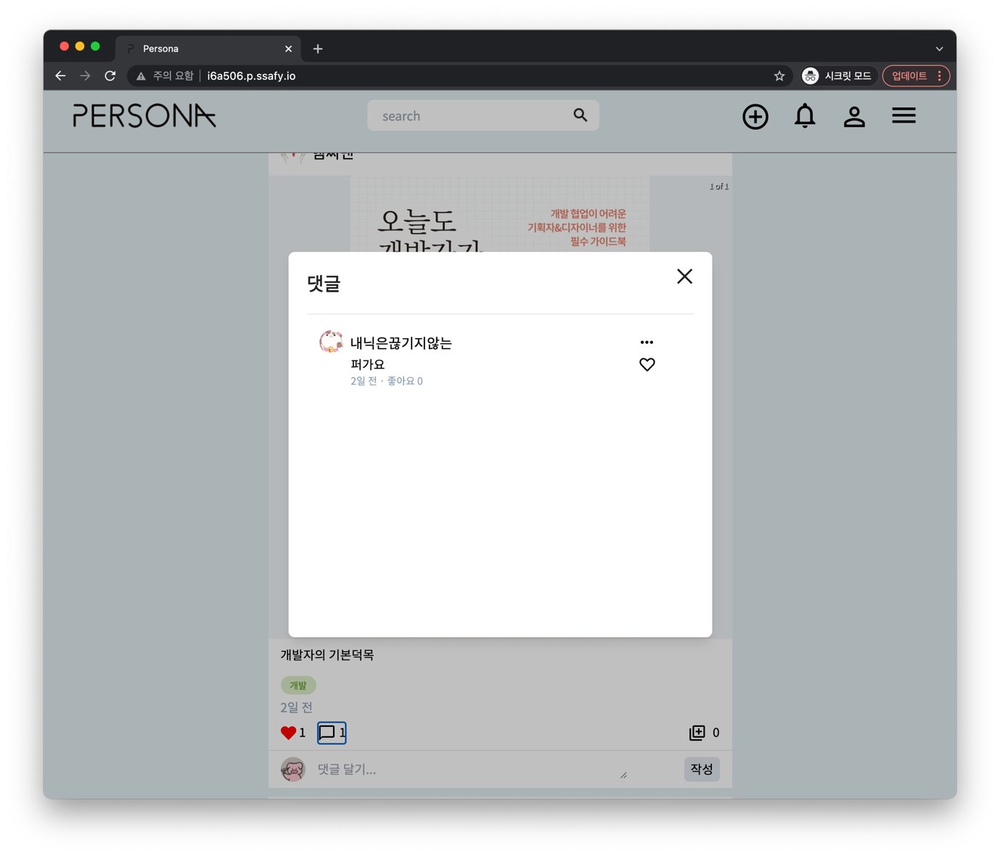 Persona
주의 요함
i6a506.p.ssafy.io
시크릿 모드
업데이트
PERSONA
search
1 of 1
오늘도
개발자가
개발 협업이 어려운
기획자&디자이너를 위한
필수 가이드북
댓글
내닉은끊기지않는
퍼가요
2일 전 · 좋아요 0
개발자의 기본덕목
개발
2일 전
1
1
0
댓글 달기...
작성